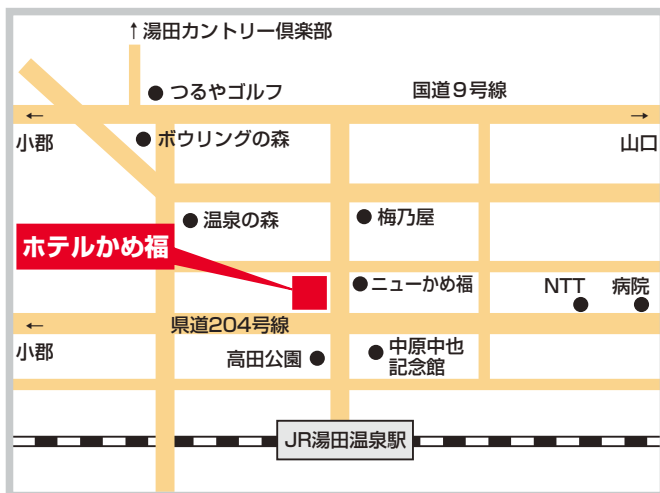 ↑湯田カントリー倶楽部
つるやゴルフ
国道9号線
←
小郡
ボウリングの森
→
山口
温泉の森
梅乃屋
ホテルかめ福
ニューかめ福
NTT
病院
県道204号線
←
小郡
高田公園
中原中也
記念館
JR湯田温泉駅